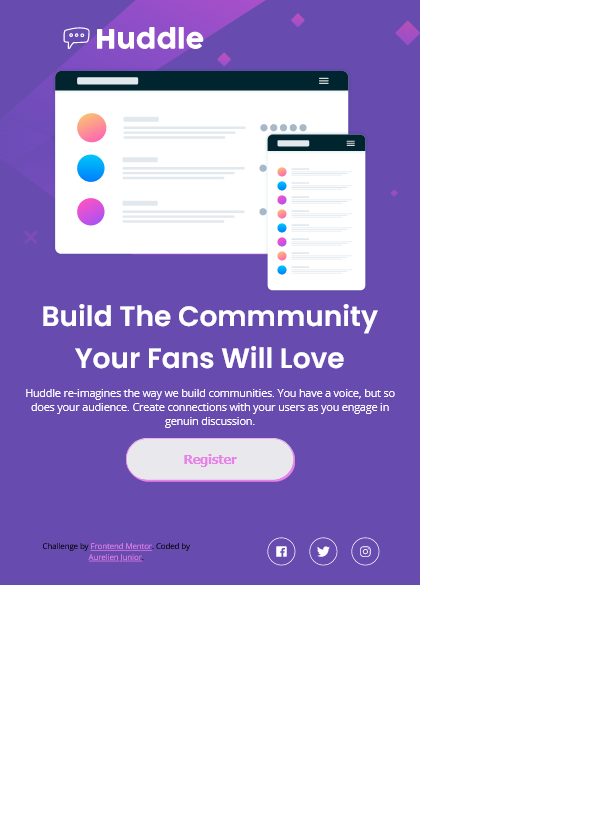 Huddle
Build The Commmunity
Your Fans Will Love
Huddle re-imagines the way we build communities. You have a voice, but so
does your audience. Create connections with your users as you engage in
genuin discussion.
Register
Challenge by Frontend Mentor. Coded by
Aurelien Junior.